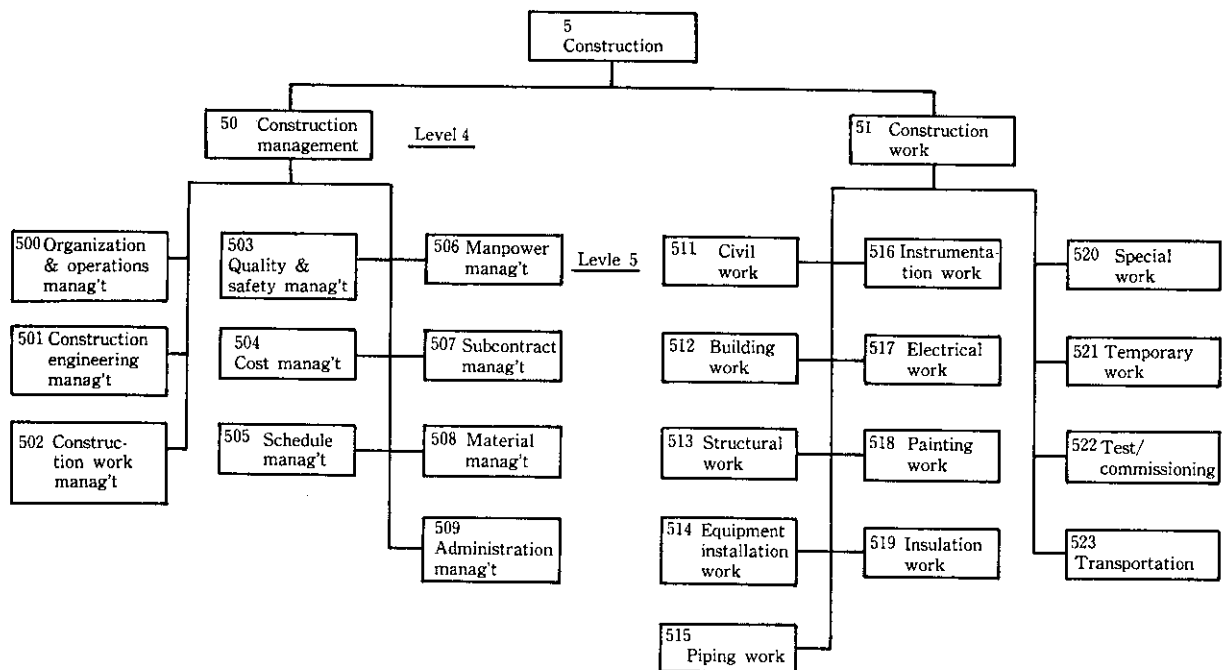 5
Construction
50 Construction
management
Level 4
51 Construction
work
500 Organization
& operations
manag't
503
Quality &
safety manag't
506 Manpower
manag't
Levle 5
511 Civil
work
516 Instrumenta-
tion work
520 Special
work
501 Construction
engineering
manag't
504
Cost manag't
507 Subcontract
manag't
512 Building
work
517 Electrical
work
521 Temporary
work
502 Construc-
tion work
manag't
505 Schedule
manag't
508 Material
manag't
513 Structural
work
518 Painting
work
522 Test/
commissioning
509
Administration
manag't
514 Equipment
installation
work
519 Insulation
work
523
Transportation
515
Piping work